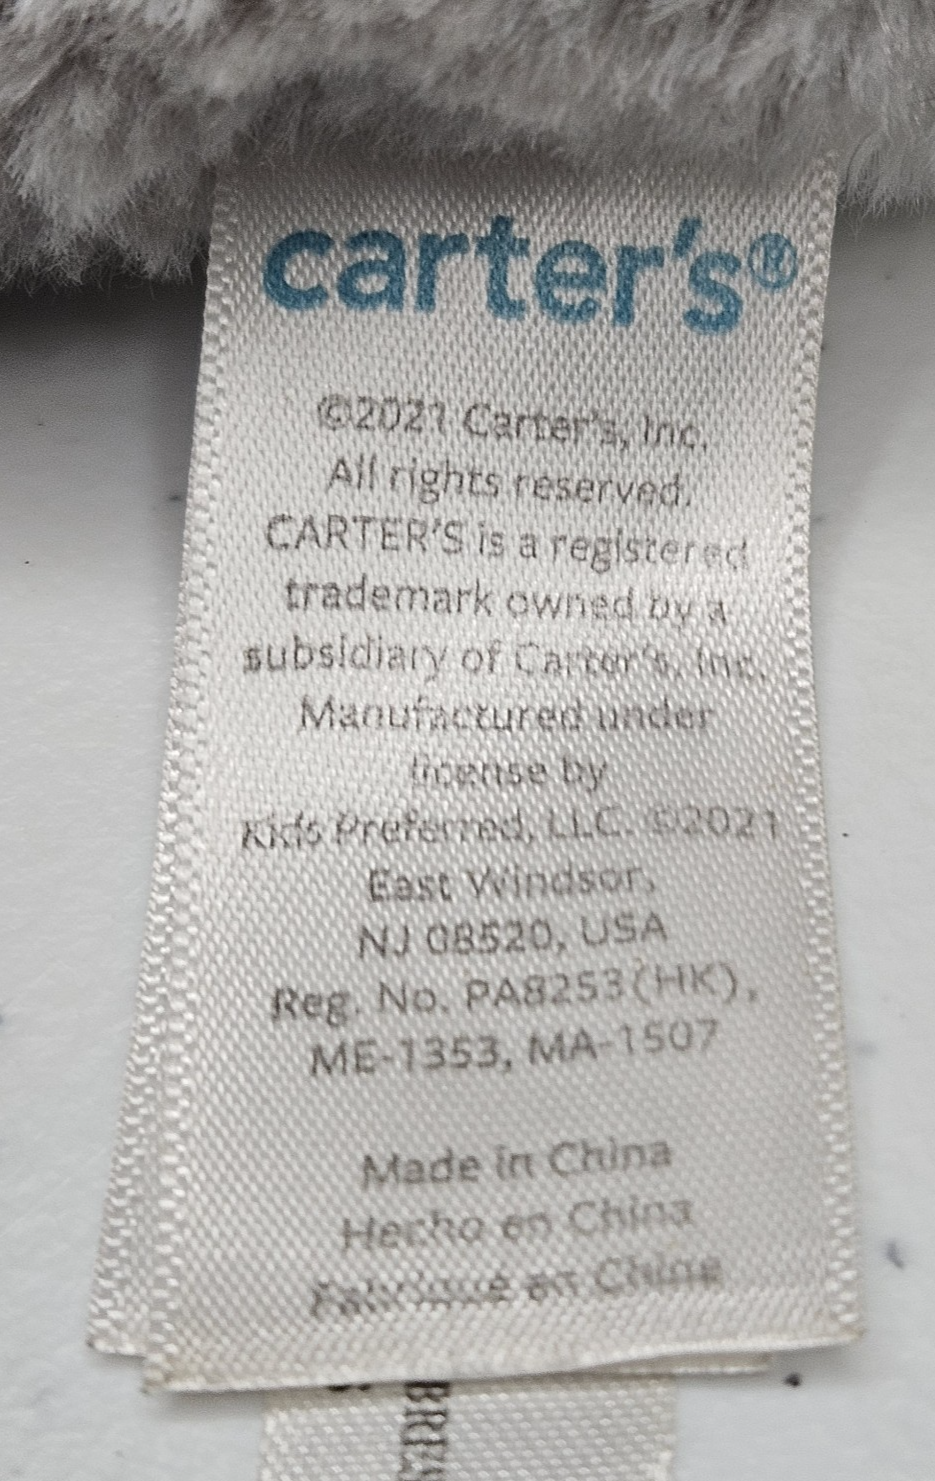 carter's®
©2021 Carter's, Inc.
All rights reserved.
CARTER'S is a registered
trademark owned by a
subsidiary of Carter's, Inc.
Manufactured under
license by
Kids Preferred, LLC. ©2021
East Windsor,
NJ 08520, USA
Reg. No. PA8253(HK),
ME-1353, MA-1507
Made in China
Hecho en China
Fabriqué en Chine